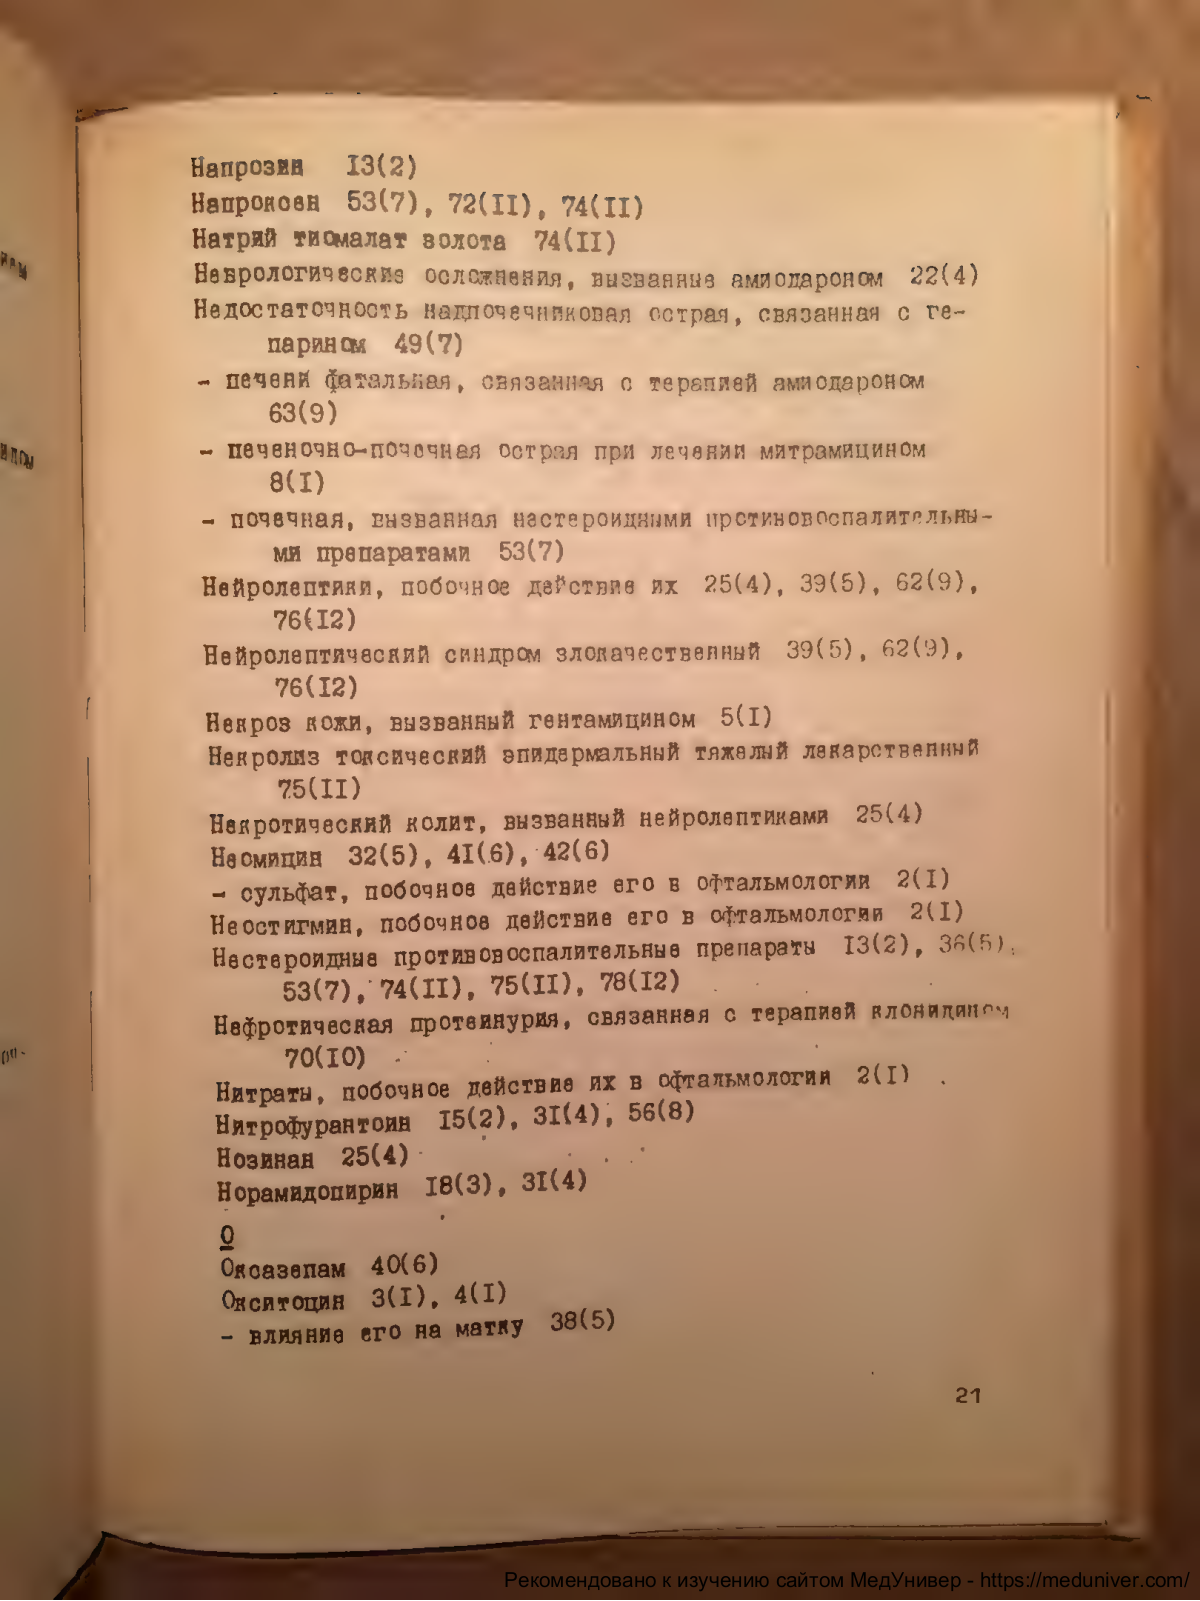 Напрозин 13(2)
Напроксен 53(7), 72(II), 74(II)
Натрий тиомалат золота 74(II)
Неврологические осложнения, вызванные амиодароном 22(4)
Недостаточность надпочечниковая острая, связанная с ге-
парином 49(7)
- печени фатальная, связанная с терапией амиодароном
63(9)
- печеночно-почечная острая при лечении митрамицином
8(I)
- почечная, вызванная нестероидными противовоспалительны-
ми препаратами 53(7)
Нейролептики, побочное действие их 25(4), 39(5), 62(9),
76(I2)
Нейролептический синдром злокачественный 39(5), 62(9),
76(I2)
Некроз кожи, вызванный гентамицином 5(I)
Некролиз токсический эпидермальный тяжелый лекарственный
75(II)
Некротический колит, вызванный нейролептиками 25(4)
Неомицин 32(5), 4I(6), 42(6)
- сульфат, побочное действие его в офтальмологии 2(I)
Неостигмин, побочное действие его в офтальмологии 2(I)
Нестероидные противовоспалительные препараты I3(2), 36(5),
53(7), 74(II), 75(II), 78(I2)
Нефротическая протеинурия, связанная с терапией клонидином
70(I0)
Нитраты, побочное действие их в офтальмологии 2(I)
Нитрофурантоин I5(2), 3I(4), 56(8)
Нозинан 25(4)
Норамидопирин I8(3), 3I(4)
О
Оксазепам 40(6)
Окситоцин 3(I), 4(I)
- влияние его на матку 38(5)
21
Рекомендовано к изучению сайтом МедУнивер - https://meduniver.com/